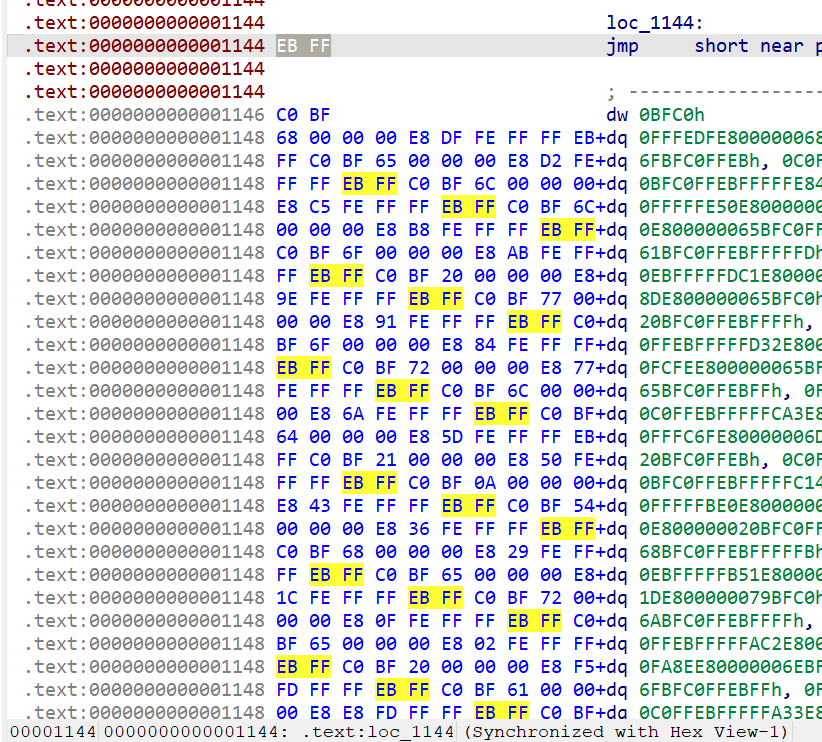 .text:0000000000001144
.text:0000000000001144 loc_1144:
.text:0000000000001144 EB FF jmp short near p
.text:0000000000001144
.text:0000000000001144 ; -------------------
.text:0000000000001146 C0 BF dw 0BFC0h
.text:0000000000001148 68 00 00 00 E8 DF FE FF FF EB+dq 0FFFEDFE800000068
.text:0000000000001148 FF C0 BF 65 00 00 00 E8 D2 FE+dq 6FBFC0FFEBh, 0C0F
.text:0000000000001148 FF FF EB FF C0 BF 6C 00 00 00+dq 0BFC0FFEBFFFFFE84
.text:0000000000001148 E8 C5 FE FF FF EB FF C0 BF 6C dq 0FFFFFE50E8000000
.text:0000000000001148 00 00 00 E8 B8 FE FF FF EB FF+dq 0E800000065BFC0FF
.text:0000000000001148 C0 BF 6F 00 00 00 E8 AB FE FF dq 61BFC0FFEBFFFFFDh
.text:0000000000001148 FF EB FF C0 BF 20 00 00 00 E8+dq 0EBFFFFFDC1E80000
.text:0000000000001148 9E FE FF FF EB FF C0 BF 77 00+dq 8DE800000065BFC0h
.text:0000000000001148 00 00 E8 91 FE FF FF EB FF C0+dq 20BFC0FFEBFFFFh,
.text:0000000000001148 BF 6F 00 00 00 E8 84 FE FF FF+dq 0FFEBFFFFFD32E800
.text:0000000000001148 EB FF C0 BF 72 00 00 00 E8 77+dq 0FCFEE800000065BF
.text:0000000000001148 FE FF FF EB FF C0 BF 6C 00 00+dq 65BFC0FFEBFFh, 0F
.text:0000000000001148 00 E8 6A FE FF FF EB FF C0 BF+dq 0C0FFEBFFFFFCA3E8
.text:0000000000001148 64 00 00 00 E8 5D FE FF FF EB+dq 0FFFC6FE80000006D
.text:0000000000001148 FF C0 BF 21 00 00 00 E8 50 FE+dq 20BFC0FFEBh, 0C0F
.text:0000000000001148 FF FF EB FF C0 BF 0A 00 00 00+dq 0BFC0FFEBFFFFFC14
.text:0000000000001148 E8 43 FE FF FF EB FF C0 BF 54+dq 0FFFFFBE0E8000000
.text:0000000000001148 00 00 00 E8 36 FE FF FF EB FF+dq 0E800000020BFC0FF
.text:0000000000001148 C0 BF 68 00 00 00 E8 29 FE FF+dq 68BFC0FFEBFFFFFBh
.text:0000000000001148 FF EB FF C0 BF 65 00 00 00 E8+dq 0EBFFFFFB51E80000
.text:0000000000001148 1C FE FF FF EB FF C0 BF 72 00+dq 1DE800000079BFC0h
.text:0000000000001148 00 00 E8 0F FE FF FF EB FF C0+dq 6ABFC0FFEBFFFFh,
.text:0000000000001148 BF 65 00 00 00 E8 02 FE FF FF+dq 0FFEBFFFFFAC2E800
.text:0000000000001148 EB FF C0 BF 20 00 00 00 E8 F5+dq 0FA8EE80000006EBF
.text:0000000000001148 FD FF FF EB FF C0 BF 61 00 00+dq 6FBFC0FFEBFFh, 0F
.text:0000000000001148 00 E8 E8 FD FF FF EB FF C0 BF+dq 0C0FFEBFFFFFA33E8
00001144 0000000000001144: .text:loc_1144 (Synchronized with Hex View-1)